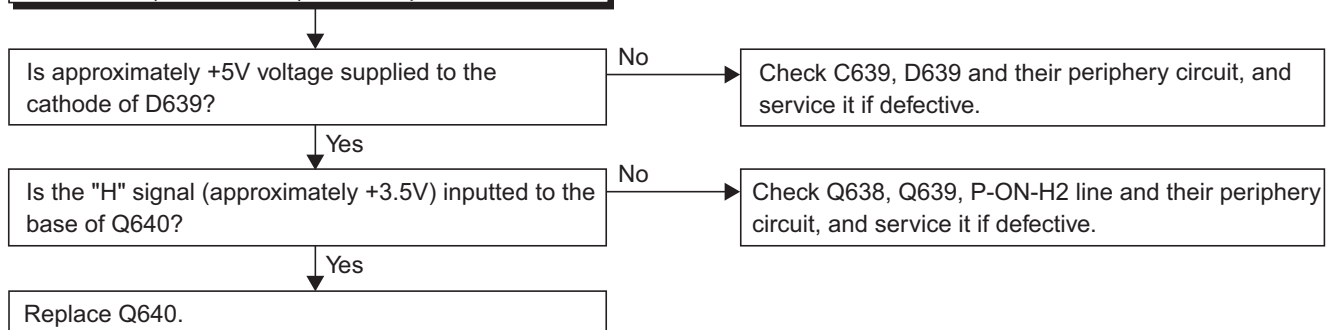 Is approximately +5V voltage supplied to the
cathode of D639?
No
Check C639, D639 and their periphery circuit, and
service it if defective.
Yes
Is the "H" signal (approximately +3.5V) inputted to the
base of Q640?
No
Check Q638, Q639, P-ON-H2 line and their periphery
circuit, and service it if defective.
Yes
Replace Q640.